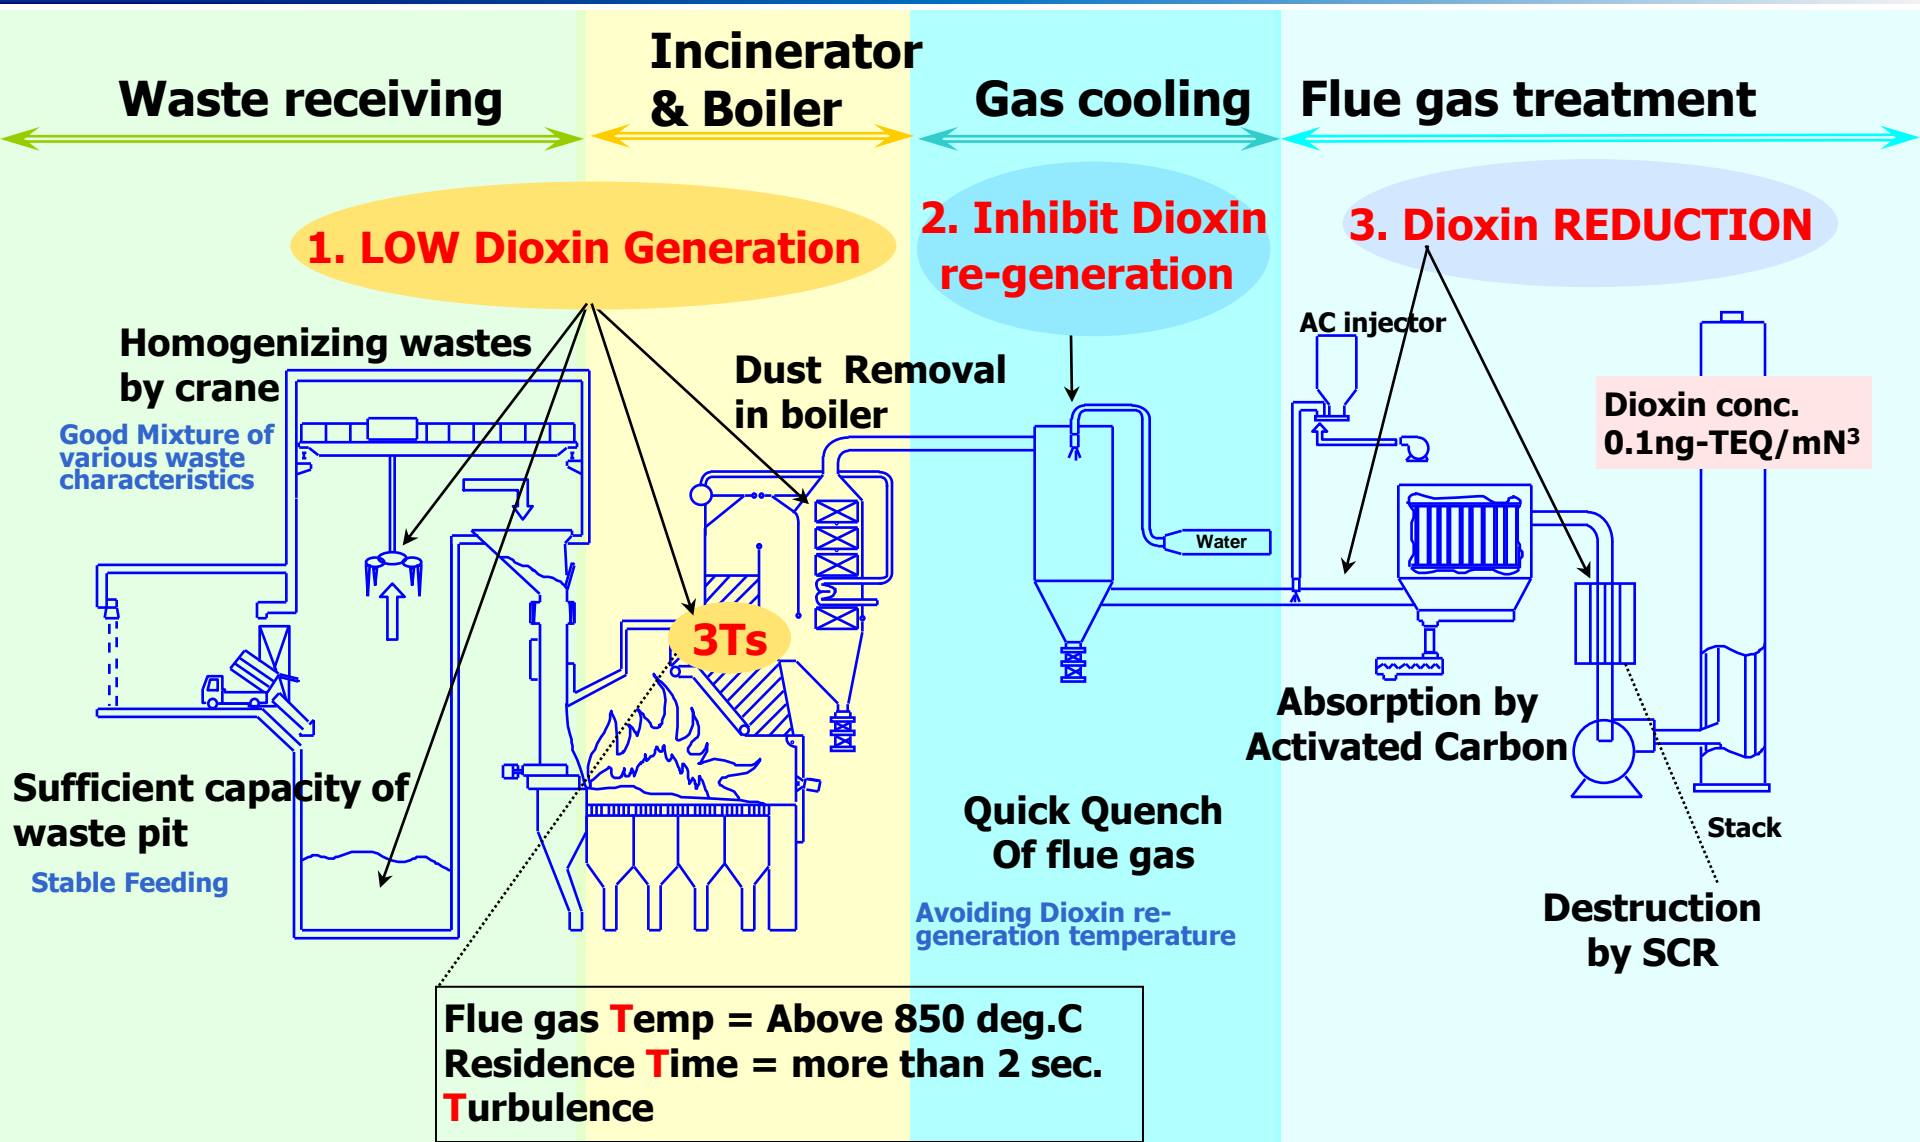 Waste receiving
Incinerator
& Boiler
Gas cooling
Flue gas treatment
1. LOW Dioxin Generation
2. Inhibit Dioxin
re-generation
3. Dioxin REDUCTION
Homogenizing wastes
by crane
Good Mixture of
various waste
characteristics
Dust  Removal
in boiler
AC injector
Dioxin conc.
0.1ng-TEQ/mN³
Water
3Ts
Absorption by
Activated Carbon
Sufficient capacity of
waste pit
Stable Feeding
Quick Quench
Of flue gas
Avoiding Dioxin re-
generation temperature
Stack
Destruction
by SCR
Flue gas Temp = Above 850 deg.C
Residence Time = more than 2 sec.
Turbulence